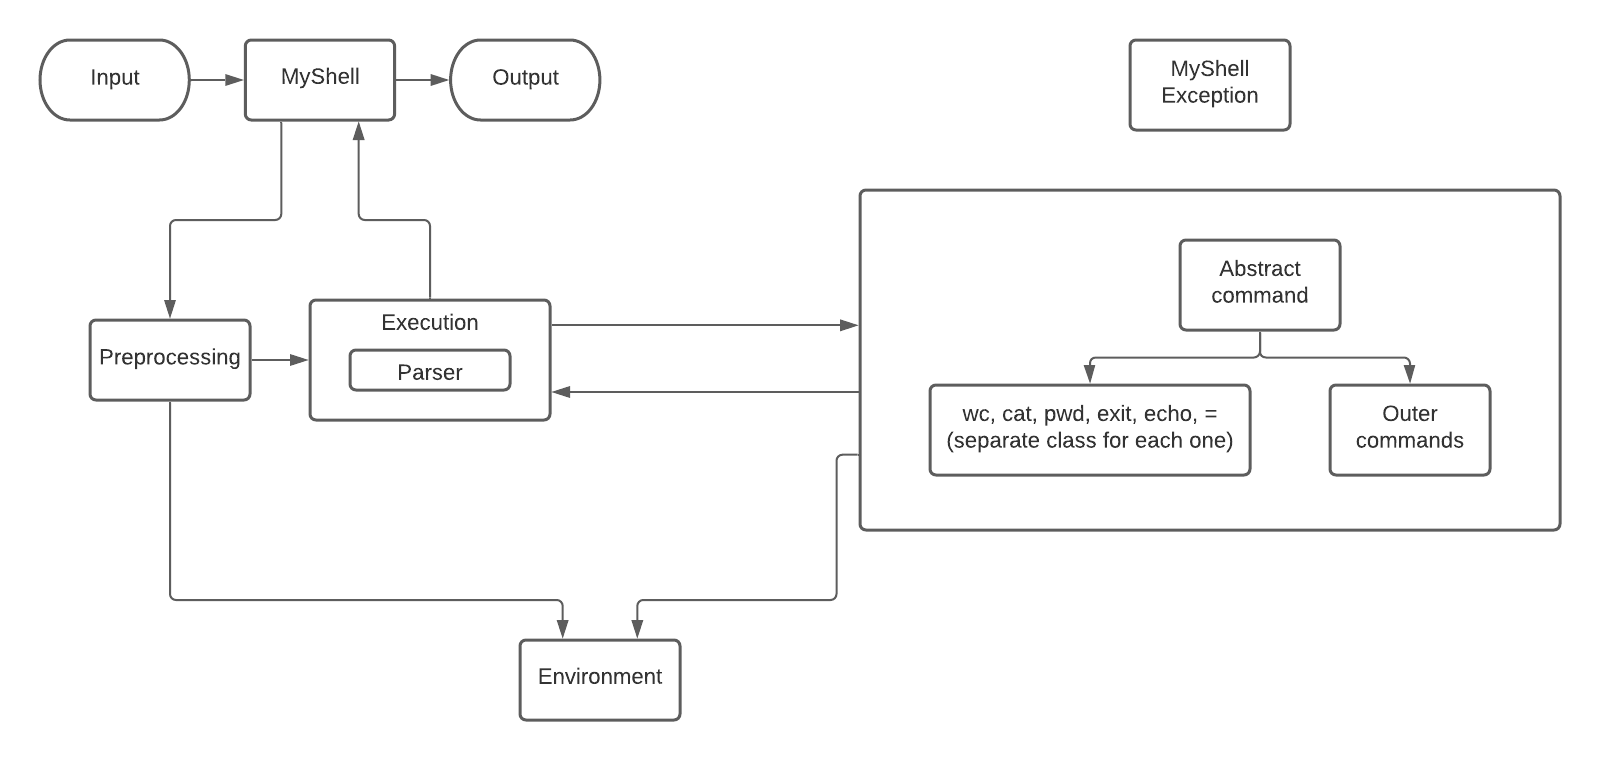 Input
MyShell
Output
MyShell
Exception
Abstract
command
Execution
Parser
Preprocessing
wc, cat, pwd, exit, echo, =
(separate class for each one)
Outer
commands
Environment